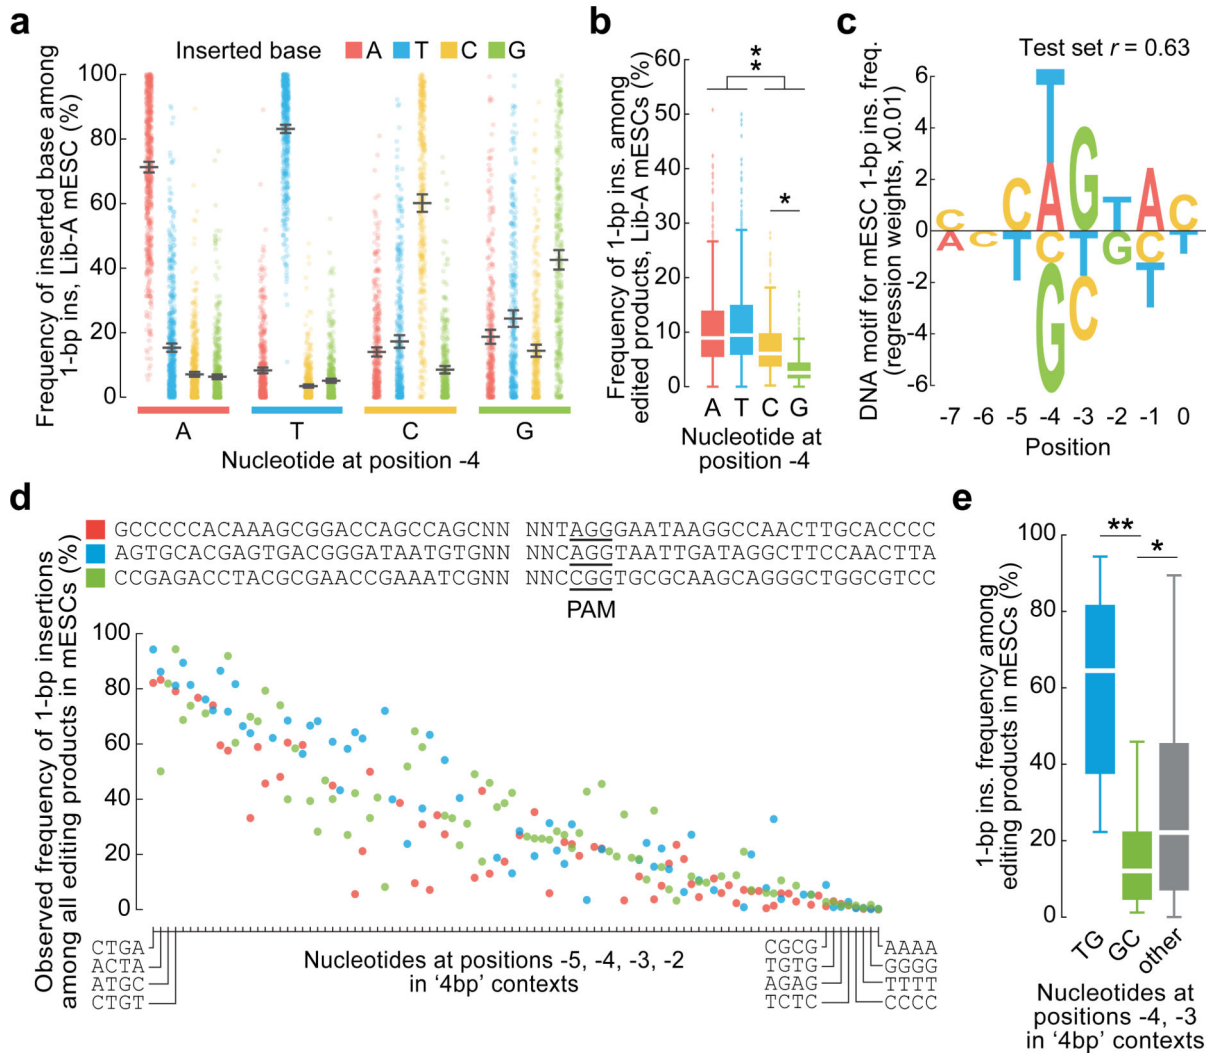 a
Inserted base A T C G
Frequency of inserted base among
1-bp ins, Lib-A mESC (%)
100
80
60
40
20
0
A T C G
Nucleotide at position -4
b
Frequency of 1-bp ins. among
edited products, Lib-A mESCs (%)
60
50
40
30
20
10
0
*
*
*
A T C G
Nucleotide at
position -4
c
Test set r = 0.63
DNA motif for mESC 1-bp ins. freq.
(regression weights, x0.01)
6
4
2
0
-2
-4
-6
T
A
C
G
G
T
C
C
T
C
A
C
T
G
A
C
T
C
T
-7 -6 -5 -4 -3 -2 -1 0
Position
d
GCCCCCACAAAGCGGACCAGCCAGCNN NNTAGGGAATAAGGCCAACTTGCACCCC
AGTGCACGAGTGACGGGATAATGTGNN NNCAGGTAATTGATAGGCTTCCAACTTA
CCGAGACCTACGCGAACCGAAATCGNN NNCCGGTGCGCAAGCAGGGCTGGCGTCC
PAM
Observed frequency of 1-bp insertions
among all editing products in mESCs (%)
100
80
60
40
20
0
CTGA
ACTA
ATGC
CTGT
Nucleotides at positions -5, -4, -3, -2
in ‘4bp’ contexts
CGCG
TGTG
AGAG
TCTC
AAAA
GGGG
TTTT
CCCC
e
1-bp ins. frequency among
editing products in mESCs (%)
100
80
60
40
20
0
**
*
TG GC other
Nucleotides at
positions -4, -3
in ‘4bp’ contexts